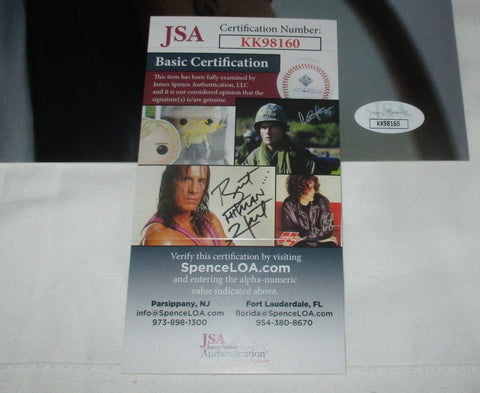 JSA
Certification Number:
KK98160
Basic Certification
This item has been fully examined by
James Spence Authentication, LLC
and it is our considered opinion that the
signature(s) is/are genuine.
KK98160
Bret
"HITMAN"
Hart
Verify this certification by visiting
SpenceLOA.com
and entering the alpha-numeric
value indicated above.
Parsippany, NJ
info@SpenceLOA.com
973-898-1300
Fort Lauderdale, FL
florida@SpenceLOA.com
954-380-8670
JSA
James Spence
Authentication